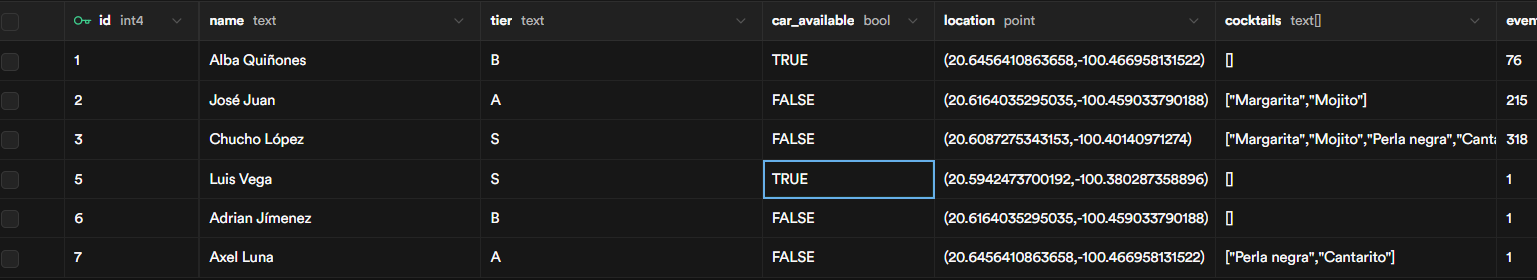 id int4 name text tier text car_available bool location point cocktails text[] even
1 Alba Quiñones B TRUE (20.6456410863658,-100.466958131522) [] 76
2 José Juan A FALSE (20.6164035295035,-100.459033790188) ["Margarita","Mojito"] 215
3 Chucho López S FALSE (20.6087275343153,-100.40140971274) ["Margarita","Mojito","Perla negra","Canta 318
5 Luis Vega S TRUE (20.5942473700192,-100.380287358896) [] 1
6 Adrian Jímenez B FALSE (20.6164035295035,-100.459033790188) [] 1
7 Axel Luna A FALSE (20.6456410863658,-100.466958131522) ["Perla negra","Cantarito"] 1